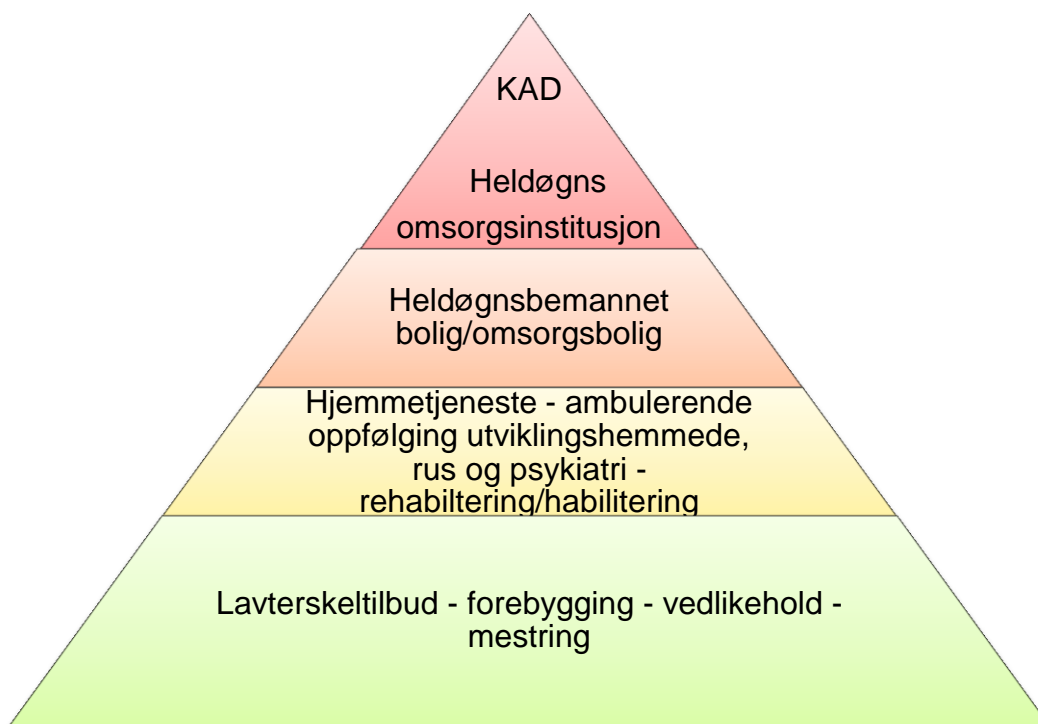 KAD
Heldøgns
omsorgsinstitusjon
Heldøgnsbemannet
bolig/omsorgsbolig
Hjemmetjeneste - ambulerende
oppfølging utviklingshemmede,
rus og psykiatri -
rehabiltering/habilitering
Lavterskeltilbud - forebygging - vedlikehold -
mestring